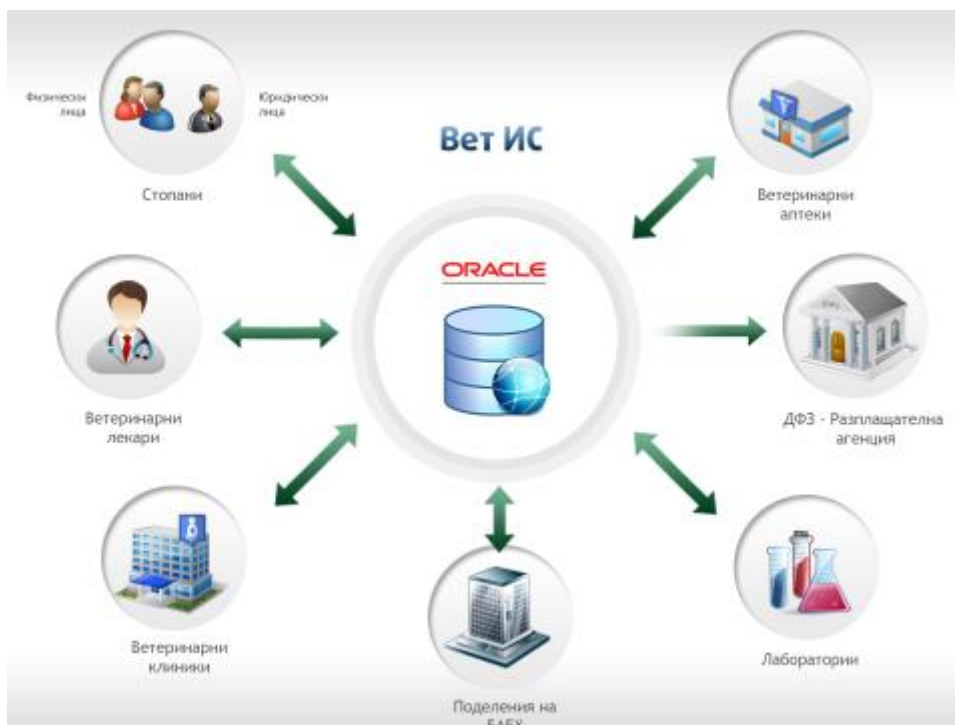 Физически
лица
Юридически
лица
Стопани
Вет ИС
Ветеринарни
аптеки
ORACLE
Ветеринарни
лекари
ДФЗ - Разплащателна
агенция
Ветеринарни
клиники
Поделения на
Лаборатории